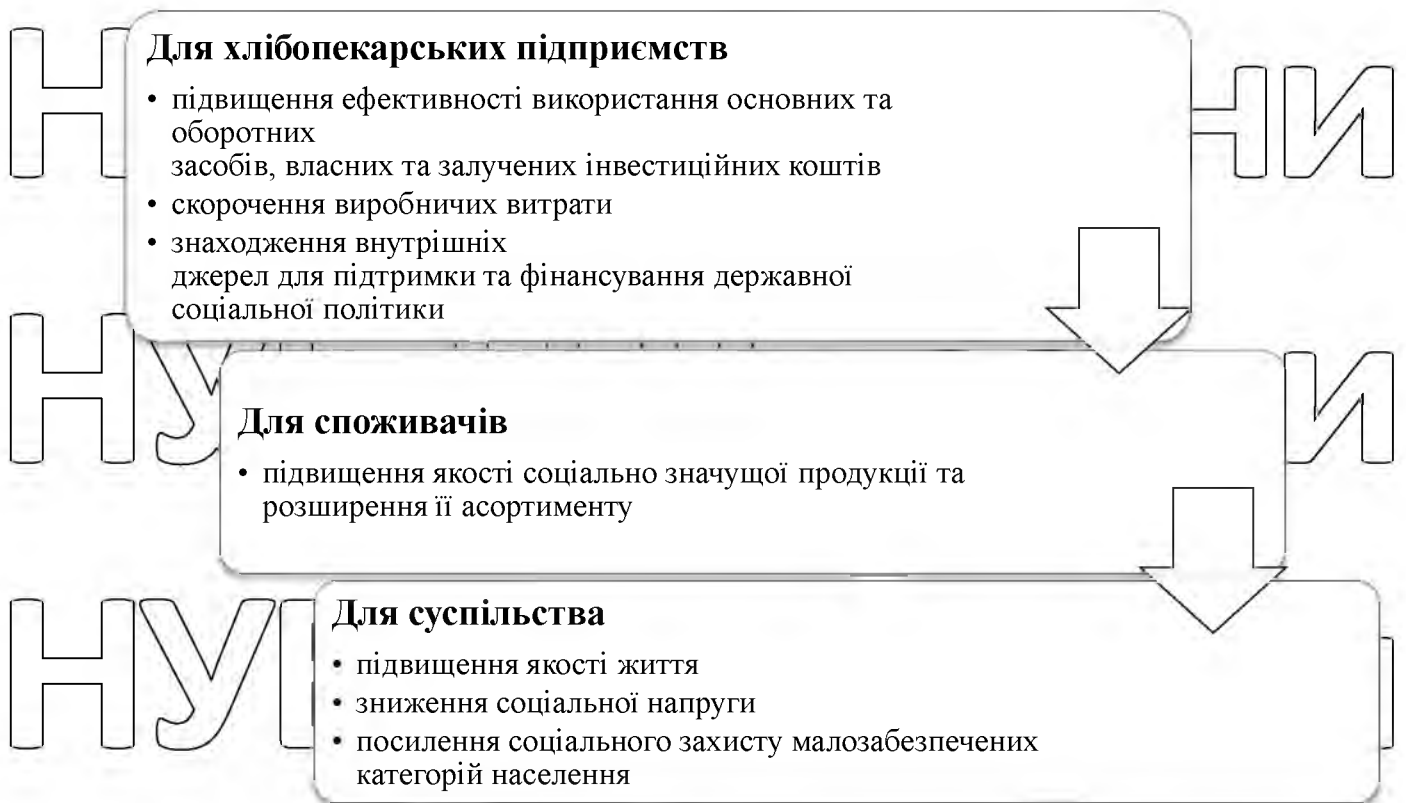 Для хлібопекарських підприємств
• підвищення ефективності використання основних та
оборотних
засобів, власних та залучених інвестиційних коштів
• скорочення виробничих витрати
• знаходження внутрішніх
джерел для підтримки та фінансування державної
соціальної політики
Для споживачів
• підвищення якості соціально значущої продукції та
розширення її асортименту
Для суспільства
• підвищення якості життя
• зниження соціальної напруги
• посилення соціального захисту малозабезпечених
категорій населення